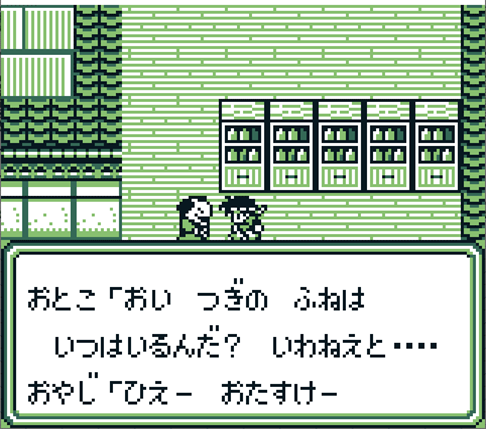 おとこ「おい　つぎの　ふねは
いつはいるんだ？　いわねえと‥‥
おやじ「ひえー　おたすけー